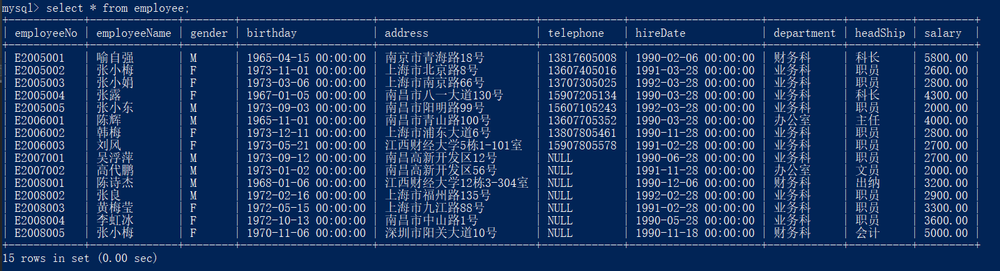 mysql> select * from employee;
+------------+--------------+--------+---------------------+-----------------------+-------------+---------------------+------------+----------+---------+
| employeeNo | employeeName | gender | birthday | address | telephone | hireDate | department | headShip | salary |
+------------+--------------+--------+---------------------+-----------------------+-------------+---------------------+------------+----------+---------+
| E2005001 | 喻自强 | M | 1965-04-15 00:00:00 | 南京市青海路18号 | 13817605008 | 1990-02-06 00:00:00 | 财务科 | 科长 | 5800.00 |
| E2005002 | 张小梅 | F | 1973-11-01 00:00:00 | 上海市北京路8号 | 13607405016 | 1991-03-28 00:00:00 | 业务科 | 职员 | 2600.00 |
| E2005003 | 张小娟 | F | 1973-03-06 00:00:00 | 上海市南京路66号 | 13707305025 | 1992-03-28 00:00:00 | 业务科 | 职员 | 2800.00 |
| E2005004 | 张露 | F | 1967-01-05 00:00:00 | 南昌市八一大道130号 | 15907205134 | 1990-03-28 00:00:00 | 业务科 | 科长 | 4300.00 |
| E2005005 | 张小东 | M | 1973-09-03 00:00:00 | 南昌市阳明路99号 | 15607105243 | 1992-03-28 00:00:00 | 业务科 | 职员 | 2000.00 |
| E2006001 | 陈辉 | M | 1965-11-01 00:00:00 | 南昌市青山路100号 | 13607705352 | 1990-03-28 00:00:00 | 办公室 | 主任 | 4000.00 |
| E2006002 | 韩梅 | F | 1973-12-11 00:00:00 | 上海市浦东大道6号 | 13807805461 | 1990-11-28 00:00:00 | 业务科 | 职员 | 2800.00 |
| E2006003 | 刘风 | F | 1973-05-21 00:00:00 | 江西财经大学5栋1-101室 | 15907805578 | 1991-02-28 00:00:00 | 业务科 | 职员 | 2700.00 |
| E2007001 | 吴浮萍 | M | 1973-09-12 00:00:00 | 南昌高新开发区12号 | NULL | 1990-06-28 00:00:00 | 业务科 | 职员 | 2700.00 |
| E2007002 | 高代鹏 | M | 1973-01-02 00:00:00 | 南昌高新开发区56号 | NULL | 1991-11-28 00:00:00 | 办公室 | 文员 | 2000.00 |
| E2008001 | 陈诗杰 | M | 1968-01-06 00:00:00 | 江西财经大学12栋3-304室 | NULL | 1990-12-06 00:00:00 | 财务科 | 出纳 | 3200.00 |
| E2008002 | 张良 | M | 1972-02-16 00:00:00 | 上海市福州路135号 | NULL | 1992-02-28 00:00:00 | 业务科 | 职员 | 2900.00 |
| E2008003 | 黄梅莹 | F | 1972-05-15 00:00:00 | 上海市九江路88号 | NULL | 1991-02-28 00:00:00 | 业务科 | 职员 | 3300.00 |
| E2008004 | 李虹冰 | F | 1972-10-13 00:00:00 | 南昌市中山路1号 | NULL | 1990-05-28 00:00:00 | 业务科 | 职员 | 3600.00 |
| E2008005 | 张小梅 | F | 1970-11-06 00:00:00 | 深圳市阳关大道10号 | NULL | 1990-11-18 00:00:00 | 财务科 | 会计 | 5000.00 |
+------------+--------------+--------+---------------------+-----------------------+-------------+---------------------+------------+----------+---------+
15 rows in set (0.00 sec)